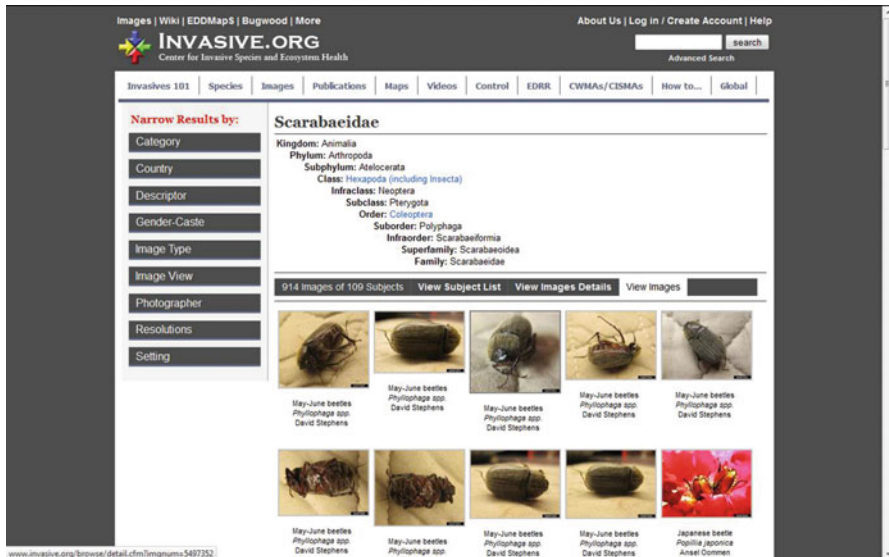 Images | Wiki | EDDMapS | Bugwood | More
About Us | Log in / Create Account | Help
INVASIVE.ORG
Center for Invasive Species and Ecosystem Health
search
Advanced Search
Invasives 101 | Species | Images | Publications | Maps | Videos | Control | EDRR | CWMAs/CISMAs | How to... | Global
Narrow Results by:
Category
Country
Descriptor
Gender-Caste
Image Type
Image View
Photographer
Resolutions
Setting
Scarabaeidae
Kingdom: Animalia
Phylum: Arthropoda
Subphylum: Atelocerata
Class: Hexapoda (including Insecta)
Infraclass: Neoptera
Subclass: Pterygota
Order: Coleoptera
Suborder: Polyphaga
Infraorder: Scarabaeiformia
Superfamily: Scarabaeoidea
Family: Scarabaeidae
914 images of 109 Subjects View Subject List View Images Details View Images
May-June beetles
Phyllophaga spp.
David Stephens
May-June beetles
Phyllophaga spp.
David Stephens
May-June beetles
Phyllophaga spp.
David Stephens
May-June beetles
Phyllophaga spp.
David Stephens
May-June beetles
Phyllophaga spp.
David Stephens
May-June beetles
Phyllophaga spp.
David Stephens
May-June beetles
Phyllophaga spp.
May-June beetles
Phyllophaga spp.
David Stephens
May-June beetles
Phyllophaga spp.
David Stephens
Japanese beetle
Popillia japonica
Ansel Oommen
www.invasive.org/browse/detail.cfm?imgnum=5497352